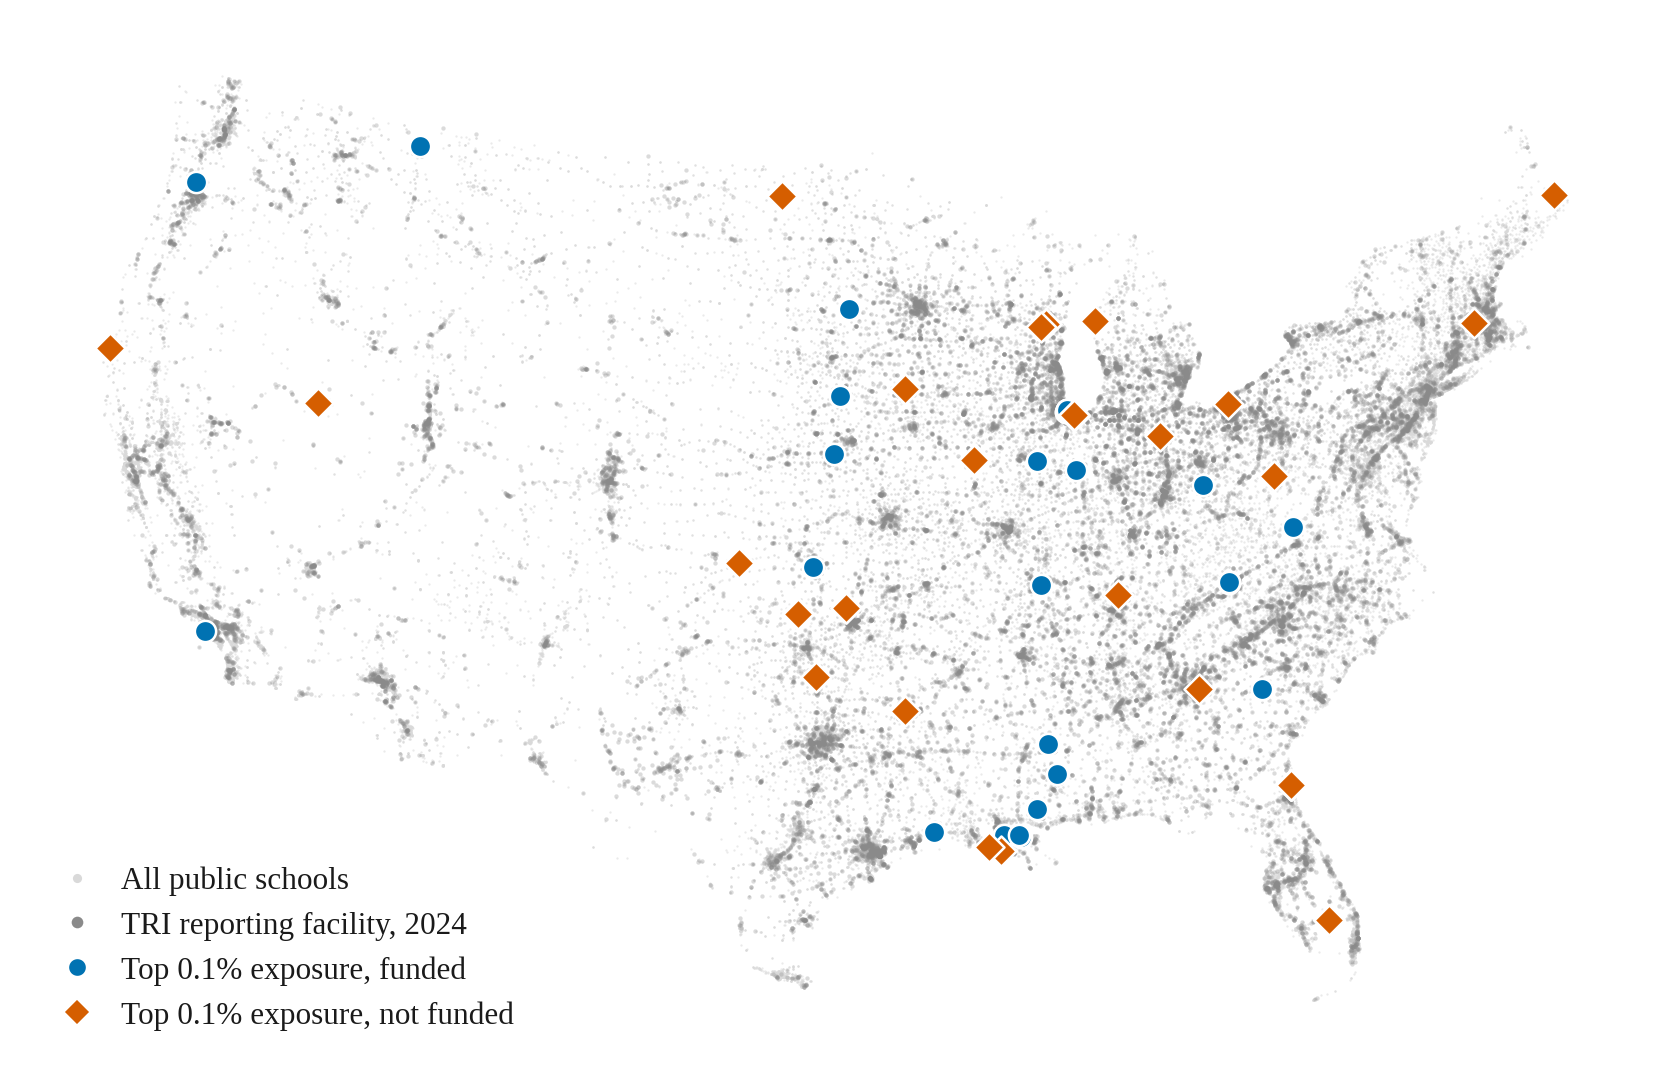 All public schools
TRI reporting facility, 2024
Top 0.1% exposure, funded
Top 0.1% exposure, not funded